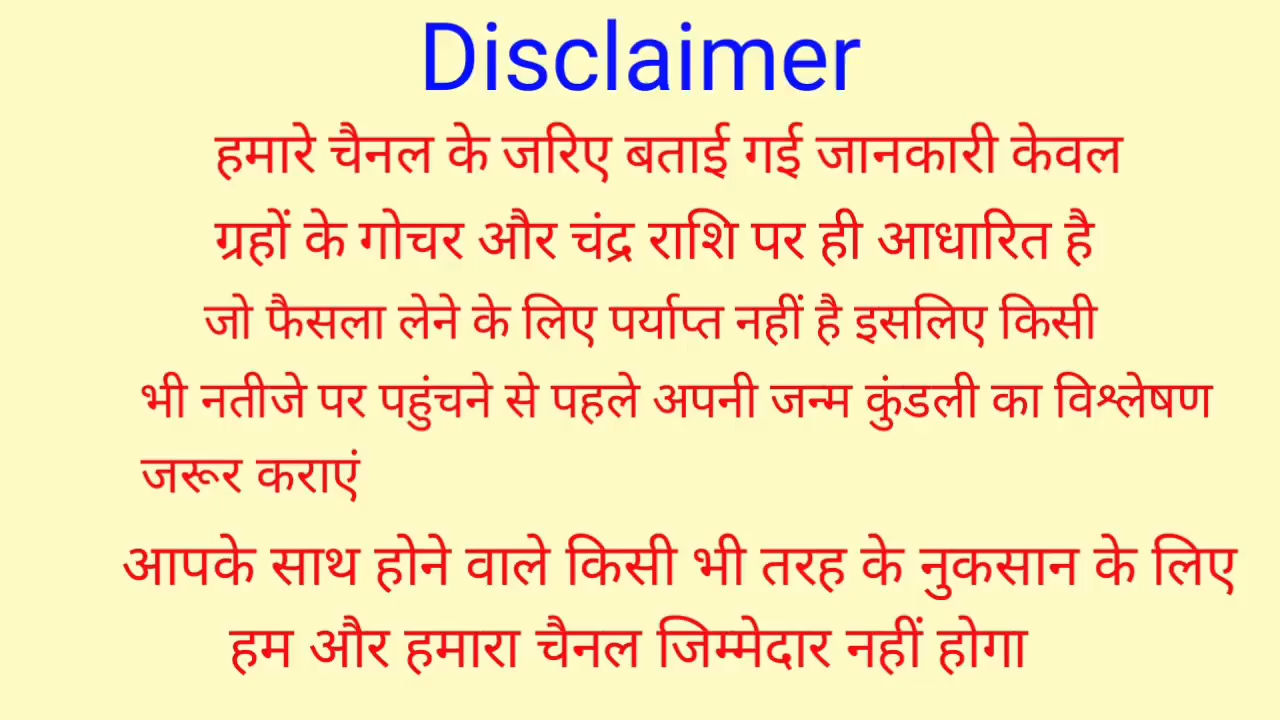 Disclaimer
हमारे चैनल के जरिए बताई गई जानकारी केवल
ग्रहों के गोचर और चंद्र राशि पर ही आधारित है
जो फैसला लेने के लिए पर्याप्त नहीं है इसलिए किसी
भी नतीजे पर पहुंचने से पहले अपनी जन्म कुंडली का विश्लेषण
जरूर कराएं
आपके साथ होने वाले किसी भी तरह के नुकसान के लिए
हम और हमारा चैनल जिम्मेदार नहीं होगा